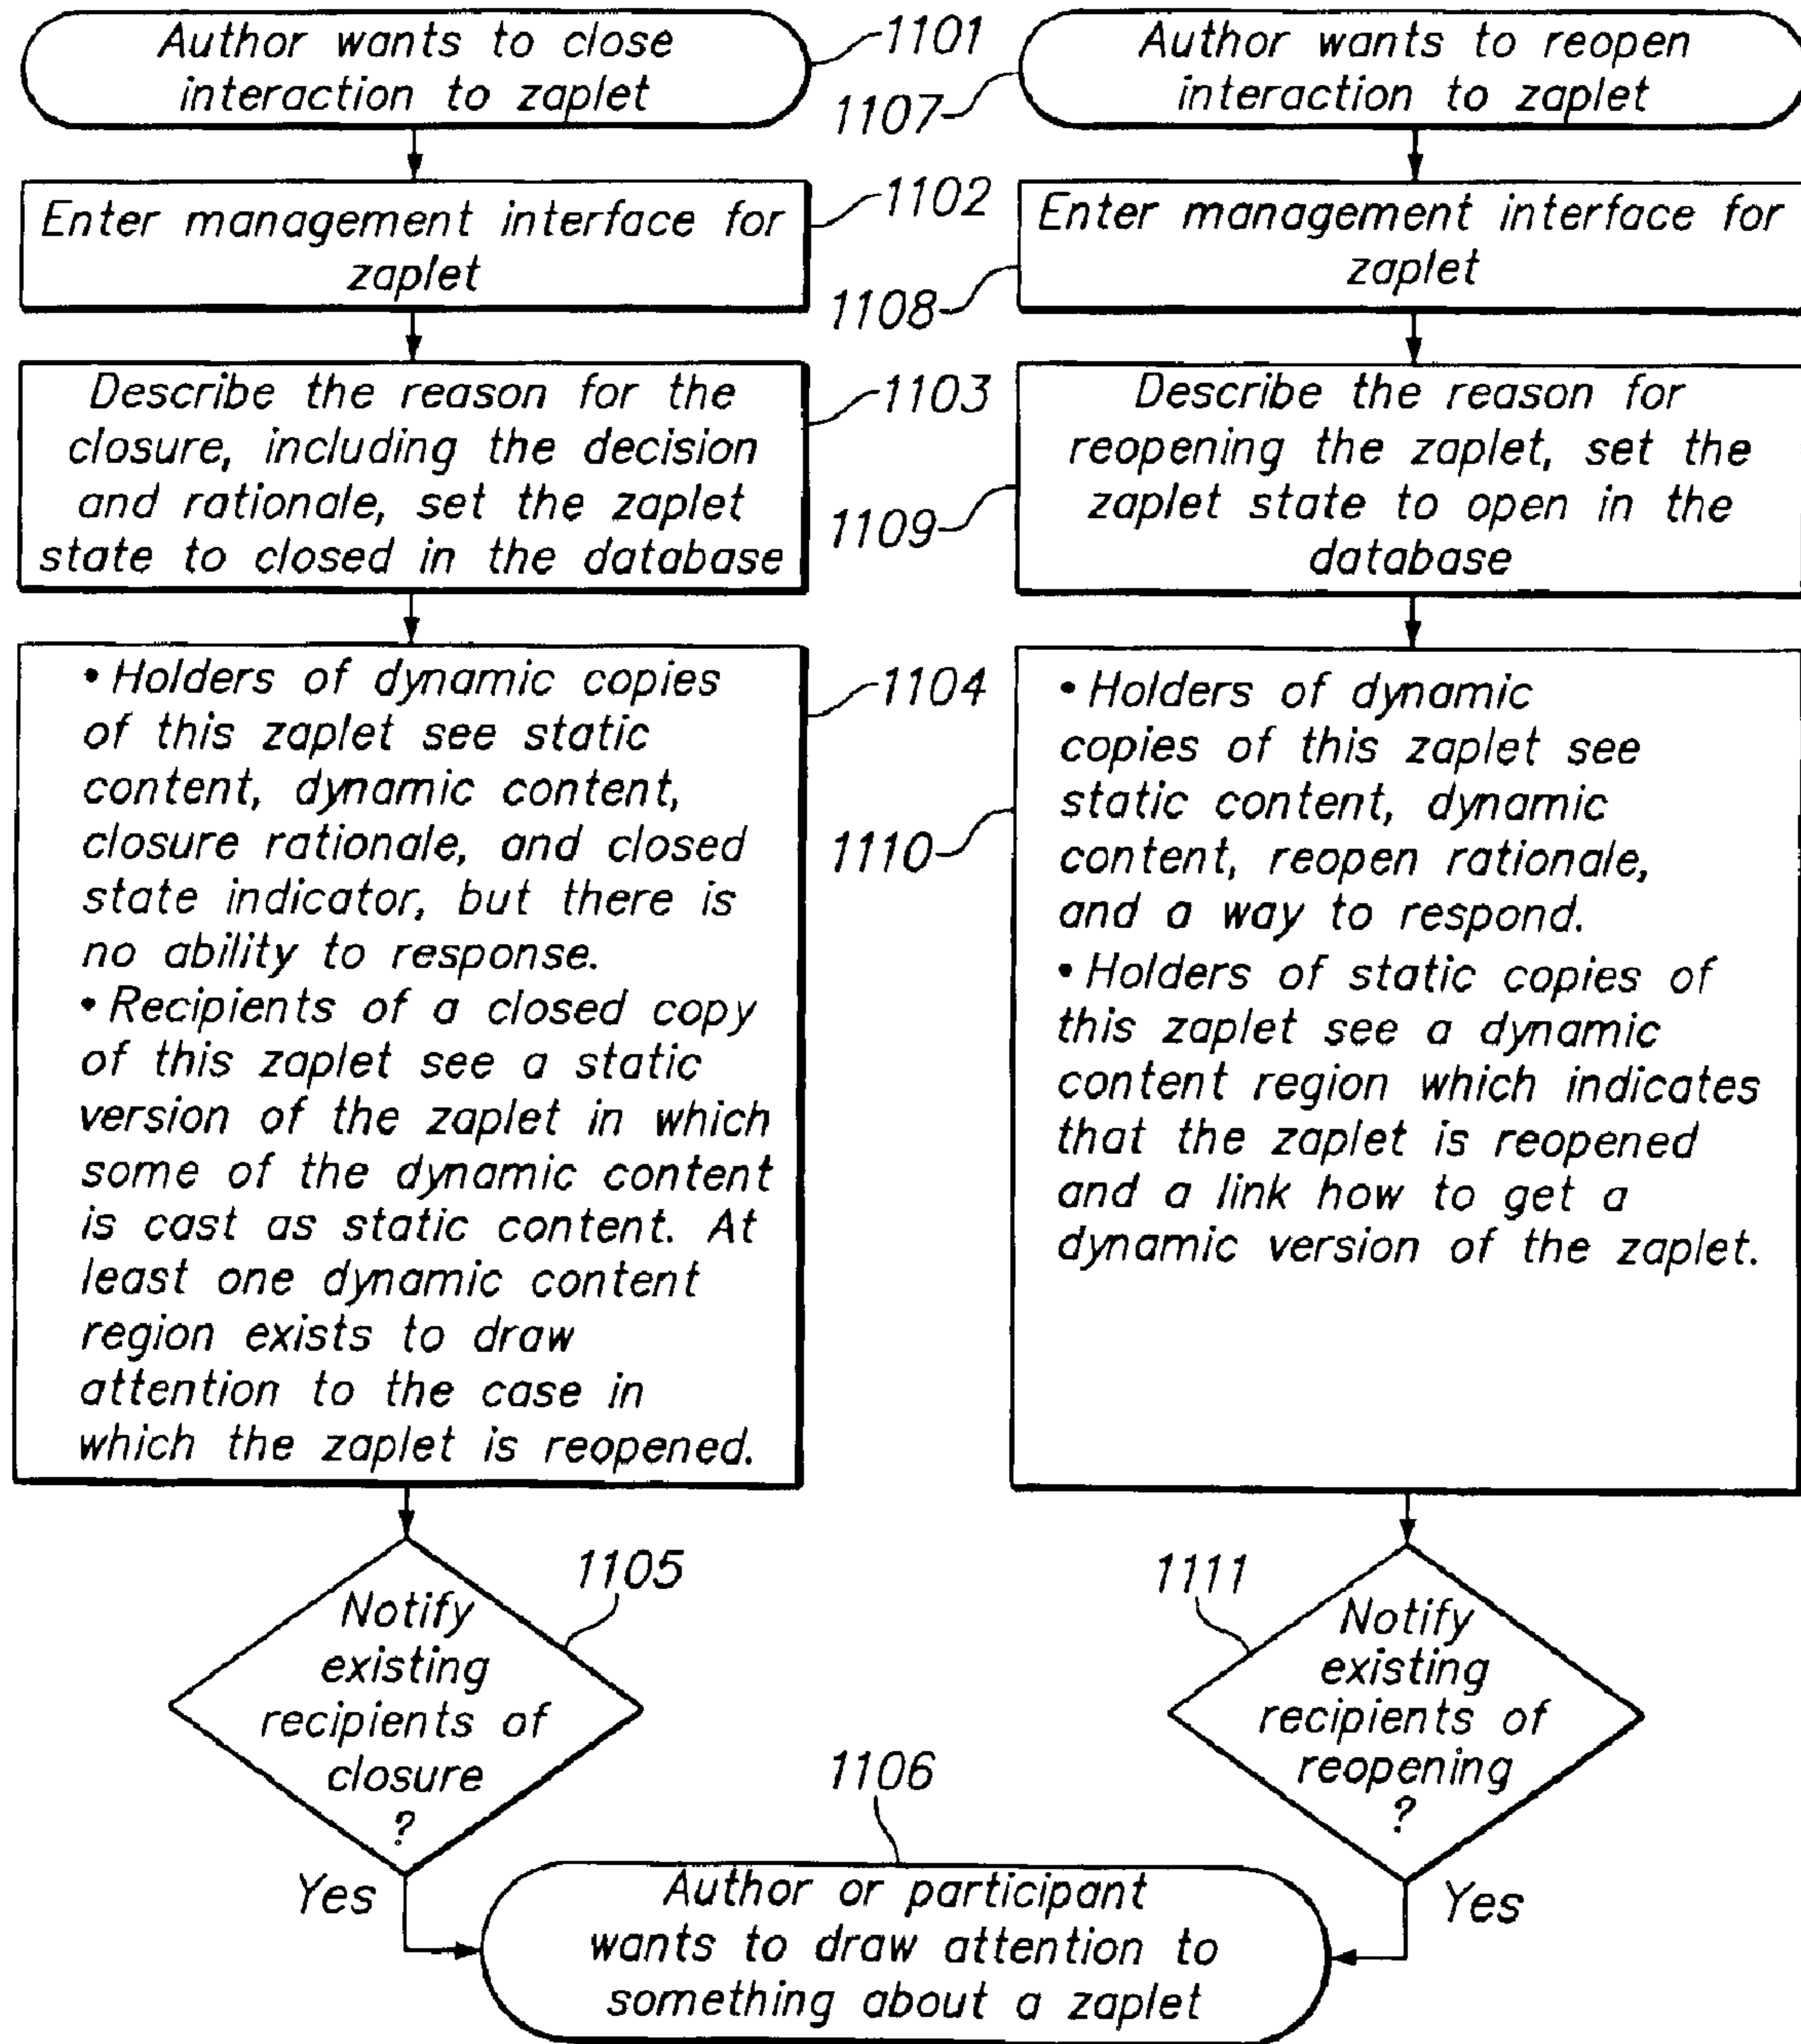 Author wants to close
interaction to zaplet
1101
Enter management interface for
zaplet
1102
Describe the reason for the
closure, including the decision
and rationale, set the zaplet
state to closed in the database
1103
• Holders of dynamic copies
of this zaplet see static
content, dynamic content,
closure rationale, and closed
state indicator, but there is
no ability to response.
• Recipients of a closed copy
of this zaplet see a static
version of the zaplet in which
some of the dynamic content
is cast as static content. At
least one dynamic content
region exists to draw
attention to the case in
which the zaplet is reopened.
1104
Notify
existing
recipients of
closure
?
1105
Yes
Author wants to reopen
interaction to zaplet
1107
Enter management interface for
zaplet
1108
Describe the reason for
reopening the zaplet, set the
zaplet state to open in the
database
1109
• Holders of dynamic
copies of this zaplet see
static content, dynamic
content, reopen rationale,
and a way to respond.
• Holders of static copies of
this zaplet see a dynamic
content region which indicates
that the zaplet is reopened
and a link how to get a
dynamic version of the zaplet.
1110
Notify
existing
recipients of
reopening
?
1111
Yes
1106
Author or participant
wants to draw attention to
something about a zaplet